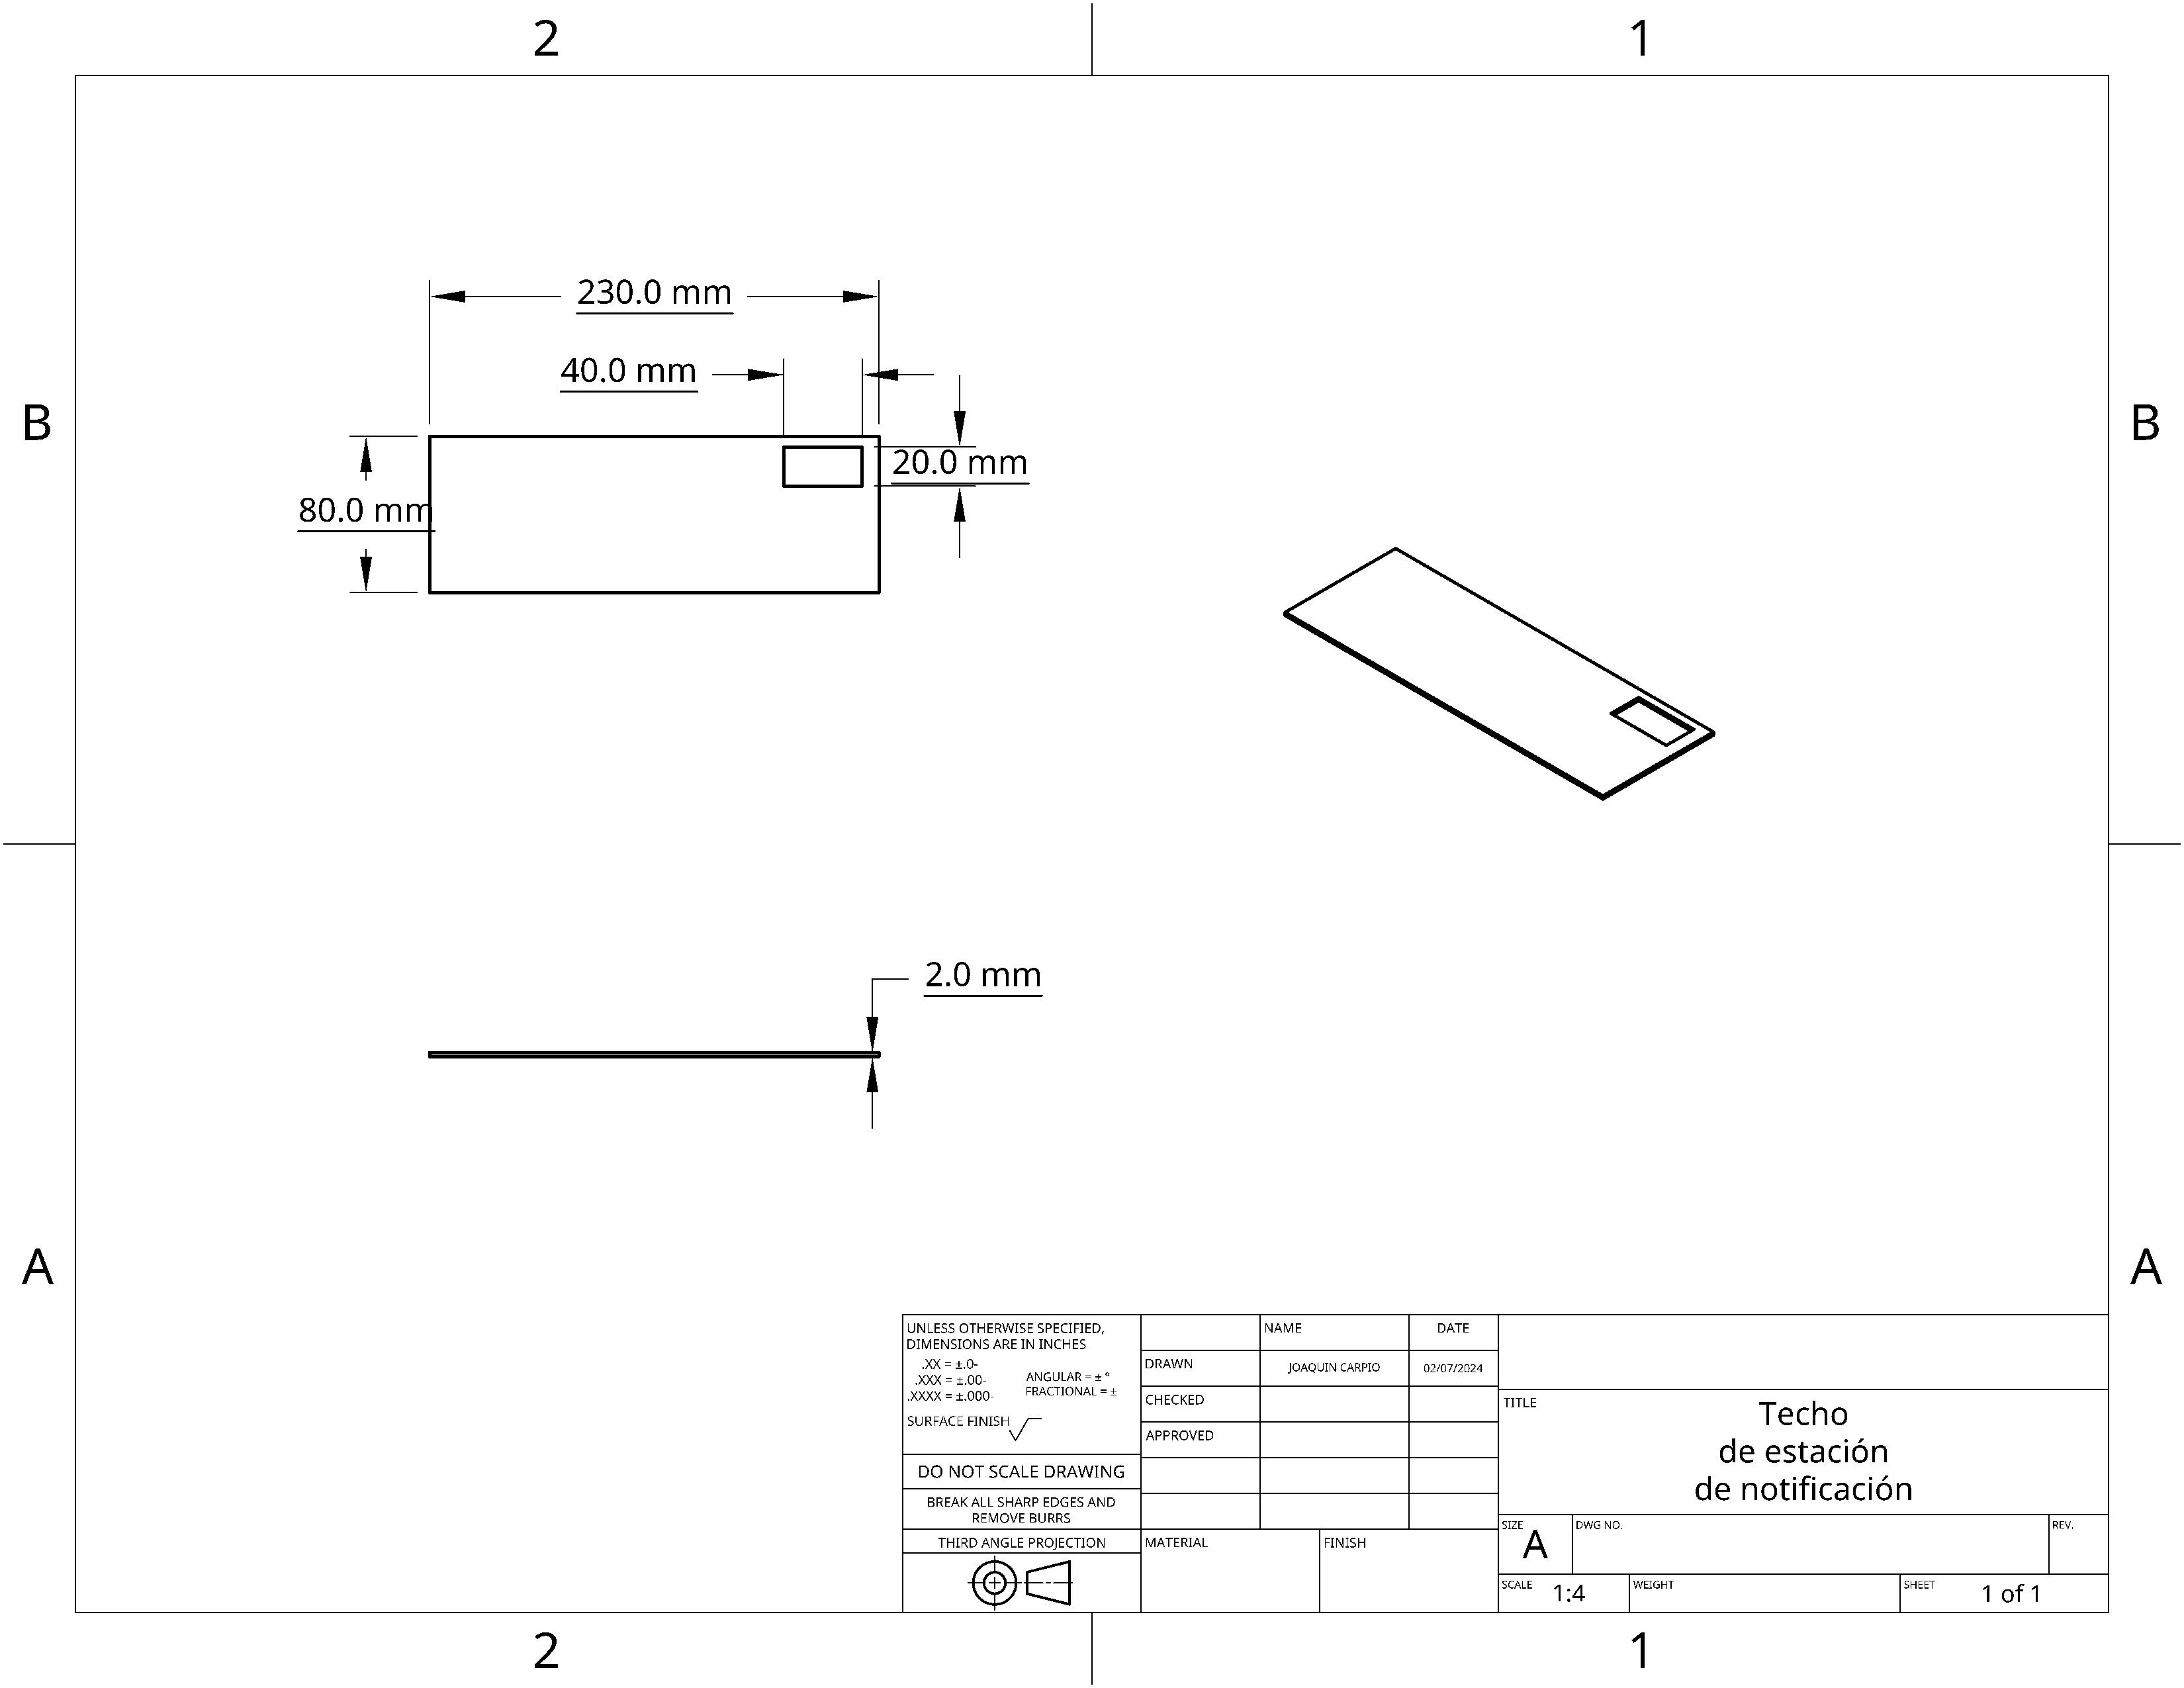 2
1
230.0 mm
40.0 mm
B
B
20.0 mm
80.0 mm
2.0 mm
A
A
UNLESS OTHERWISE SPECIFIED,
DIMENSIONS ARE IN INCHES
.XX = ±.0-
.XXX = ±.00-
.XXXX = ±.000-
ANGULAR = ± °
FRACTIONAL = ±
SURFACE FINISH
DO NOT SCALE DRAWING
BREAK ALL SHARP EDGES AND
REMOVE BURRS
THIRD ANGLE PROJECTION
NAME
DATE
DRAWN
JOAQUIN CARPIO
02/07/2024
CHECKED
APPROVED
MATERIAL
FINISH
TITLE
Techo
de estación
de notificación
SIZE
A
DWG NO.
REV.
SCALE
1:4
WEIGHT
SHEET
1 of 1
2
1